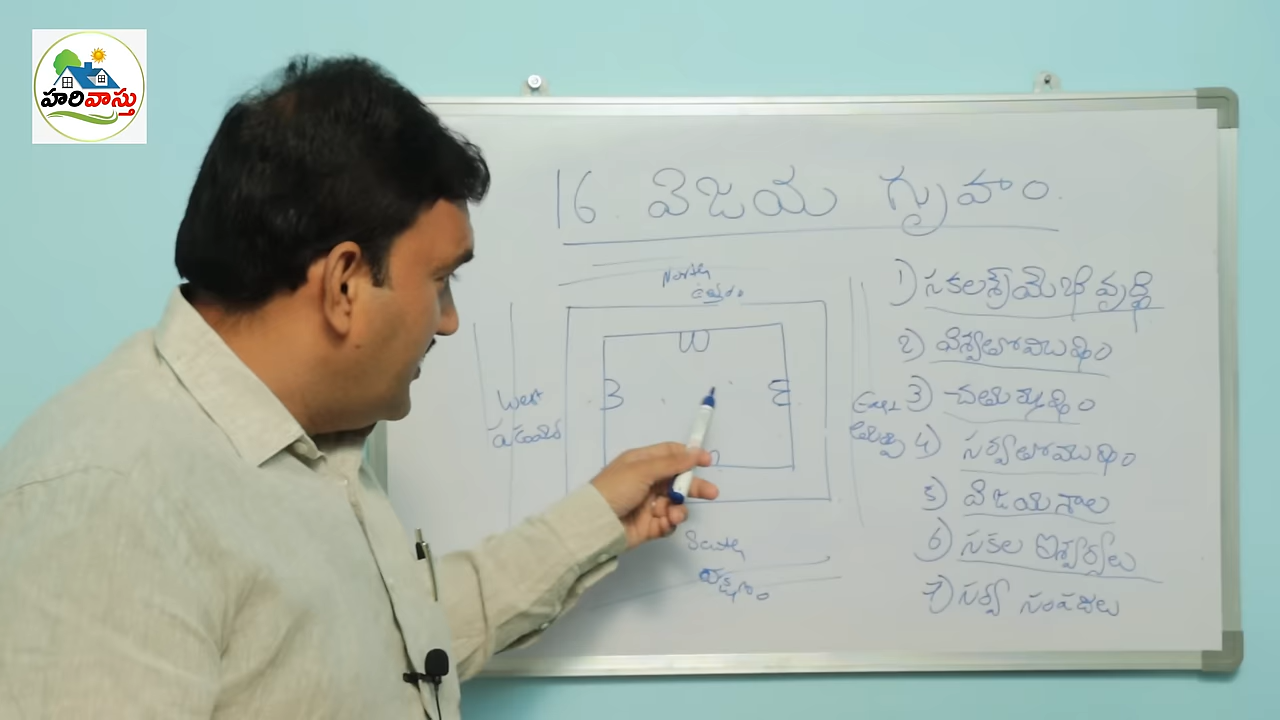 హరివాస్తు
16. విజయ గృహం.
North
ఉత్తరం
West
పడమర
East
తూర్పు
South
దక్షిణం
1) సకలశ్రేయోభి వృద్ధి
2) విశ్వతోముఖం
3) చతుర్ముఖం
4) సర్వతోముఖం
5) విజయశాల
6) సకల ఐశ్వర్యాలు
7) సర్వ సంపదలు